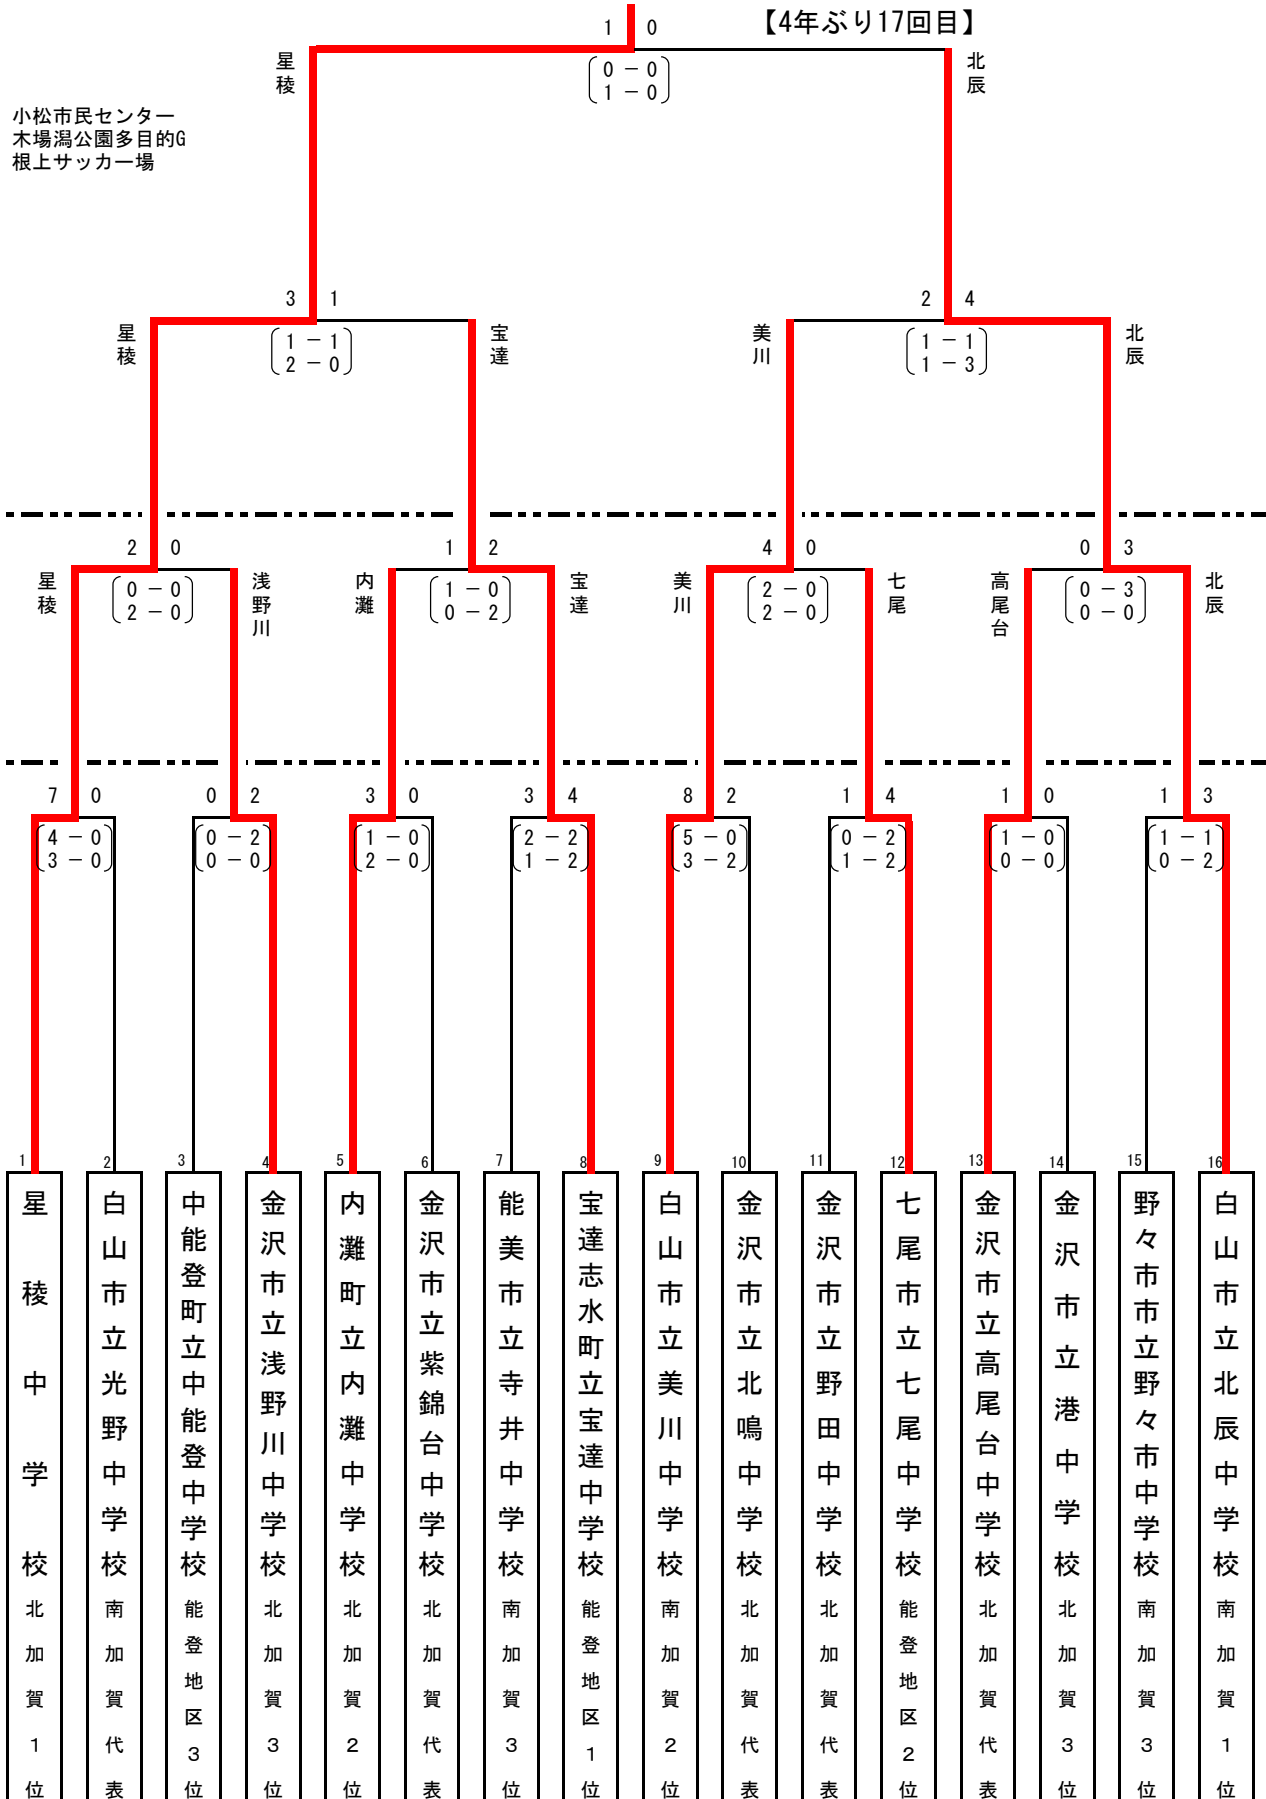 【4年ぶり17回目】
1 0
星稜
0 － 0
1 － 0
北辰
小松市民センター
木場潟公園多目的G
根上サッカー場
3 1
2 4
星稜
1 － 1
2 － 0
宝達
美川
1 － 1
1 － 3
北辰
2 0
1 2
4 0
0 3
星稜
0 － 0
2 － 0
浅野川
内灘
1 － 0
0 － 2
宝達
美川
2 － 0
2 － 0
七尾
高尾台
0 － 3
0 － 0
北辰
7 0
0 2
3 0
3 4
8 2
1 4
1 0
1 3
4 － 0
3 － 0
0 － 2
0 － 0
1 － 0
2 － 0
2 － 2
1 － 2
5 － 0
3 － 2
0 － 2
1 － 2
1 － 0
0 － 0
1 － 1
0 － 2
1
星稜中学校
北加賀1位
2
白山市立光野中学校
南加賀代表
3
中能登町立中能登中学校
能登地区3位
4
金沢市立浅野川中学校
北加賀3位
5
内灘町立内灘中学校
北加賀2位
6
金沢市立紫錦台中学校
北加賀代表
7
能美市立寺井中学校
南加賀3位
8
宝達志水町立宝達中学校
能登地区1位
9
白山市立美川中学校
南加賀2位
10
金沢市立北鳴中学校
北加賀代表
11
金沢市立野田中学校
北加賀代表
12
七尾市立七尾中学校
能登地区2位
13
金沢市立高尾台中学校
北加賀代表
14
金沢市立港中学校
北加賀3位
15
野々市市立野々市中学校
南加賀3位
16
白山市立北辰中学校
南加賀1位